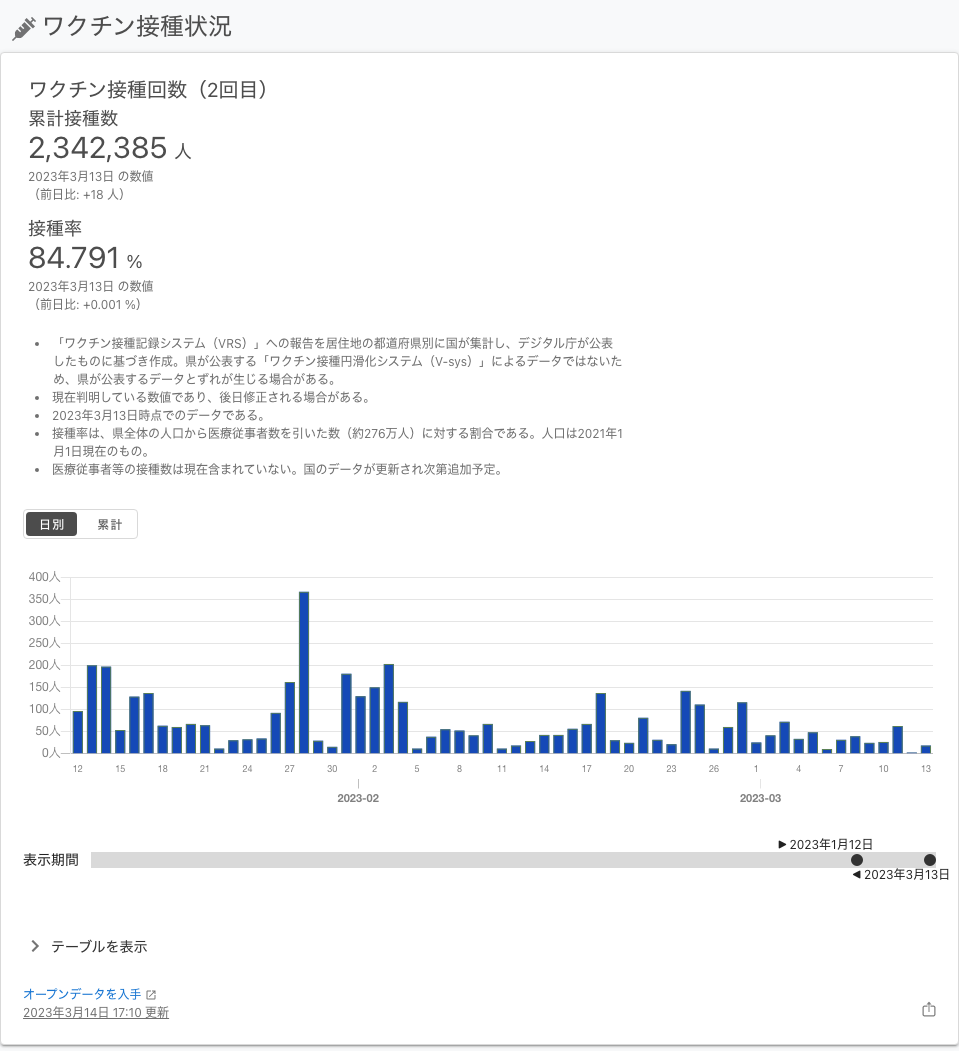 ワクチン接種状況
ワクチン接種回数（2回目）
累計接種数
2,342,385 人
2023年3月13日 の数値
（前日比: +18 人）
接種率
84.791 %
2023年3月13日 の数値
（前日比: +0.001 %）
• 「ワクチン接種記録システム（VRS）」への報告を居住地の都道府県別に国が集計し、デジタル庁が公表
したものに基づき作成。県が公表する「ワクチン接種円滑化システム（V-sys）」によるデータではないた
め、県が公表するデータとずれが生じる場合がある。
• 現在判明している数値であり、後日修正される場合がある。
• 2023年3月13日時点でのデータである。
• 接種率は、県全体の人口から医療従事者数を引いた数（約276万人）に対する割合である。人口は2021年1
月1日現在のもの。
• 医療従事者等の接種数は現在含まれていない。国のデータが更新され次第追加予定。
日別 累計
400人
350人
300人
250人
200人
150人
100人
50人
0人
12 15 18 21 24 27 30 2 5 8 11 14 17 20 23 26 1 4 7 10 13
2023-02 2023-03
▶ 2023年1月12日
表示期間
◀ 2023年3月13日
テーブルを表示
オープンデータを入手
2023年3月14日 17:10 更新